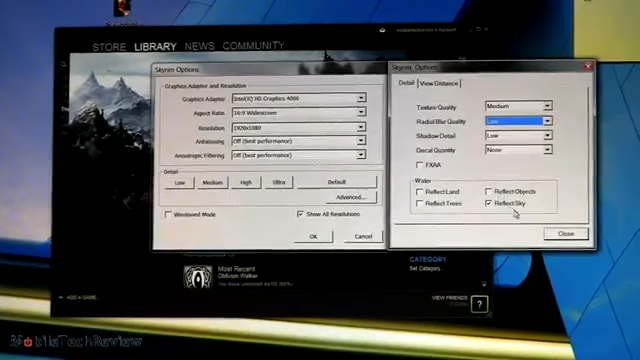 STORE LIBRARY NEWS COMMUNITY
Skyrim Options
Graphics Adapter and Resolution
Graphics Adapter Intel(R) HD Graphics 4000
Aspect Ratio 16:9 Widescreen
Resolution 1920x1080
Antialiasing Off (best performance)
Anisotropic Filtering Off (best performance)
Detail
Low Medium High Ultra Default
Advanced...
Windowed Mode Show All Resolutions
OK Cancel
Skyrim Options
Detail View Distance
Texture Quality Medium
Radial Blur Quality Low
Shadow Detail Low
Decal Quantity None
FXAA
Water
Reflect Land Reflect Objects
Reflect Trees Reflect Sky
Close
Most Recent
Oblivion Walker
CATEGORY
Set Category...
+ ADD A GAME...
VIEW FRIENDS
?
MobileTechReview